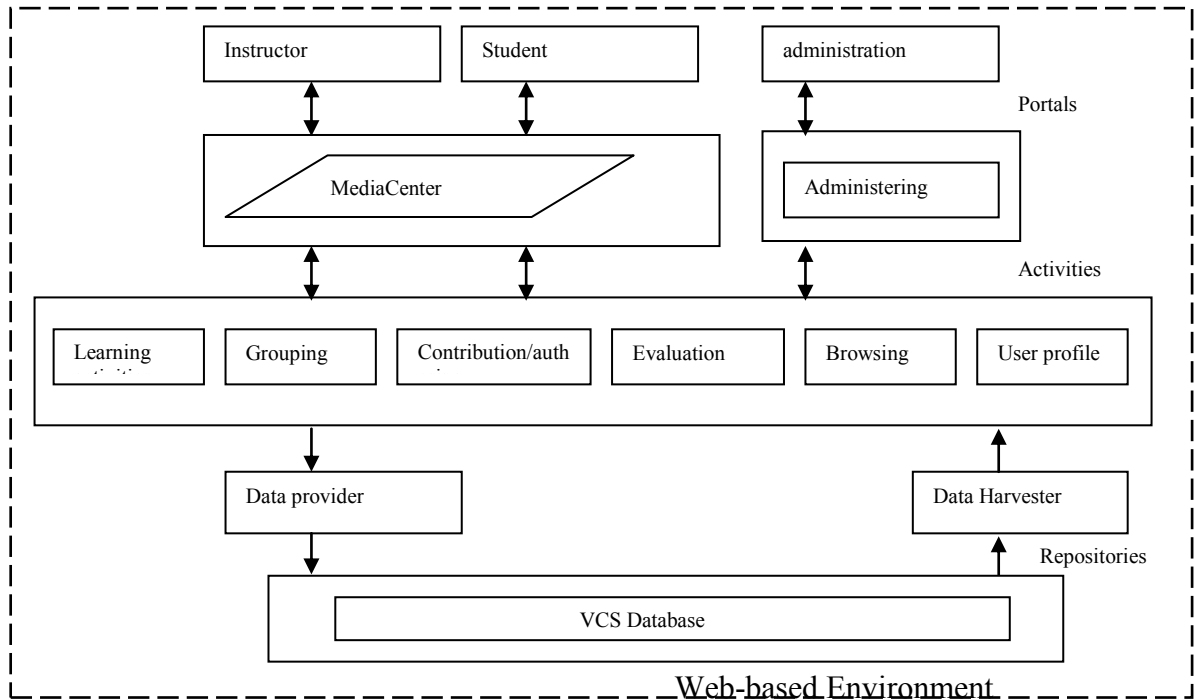 Instructor
Student
administration
Portals
MediaCenter
Administering
Activities
Learning
Grouping
Contribution/auth
Evaluation
Browsing
User profile
Data provider
Data Harvester
Repositories
VCS Database
Web-based Environment